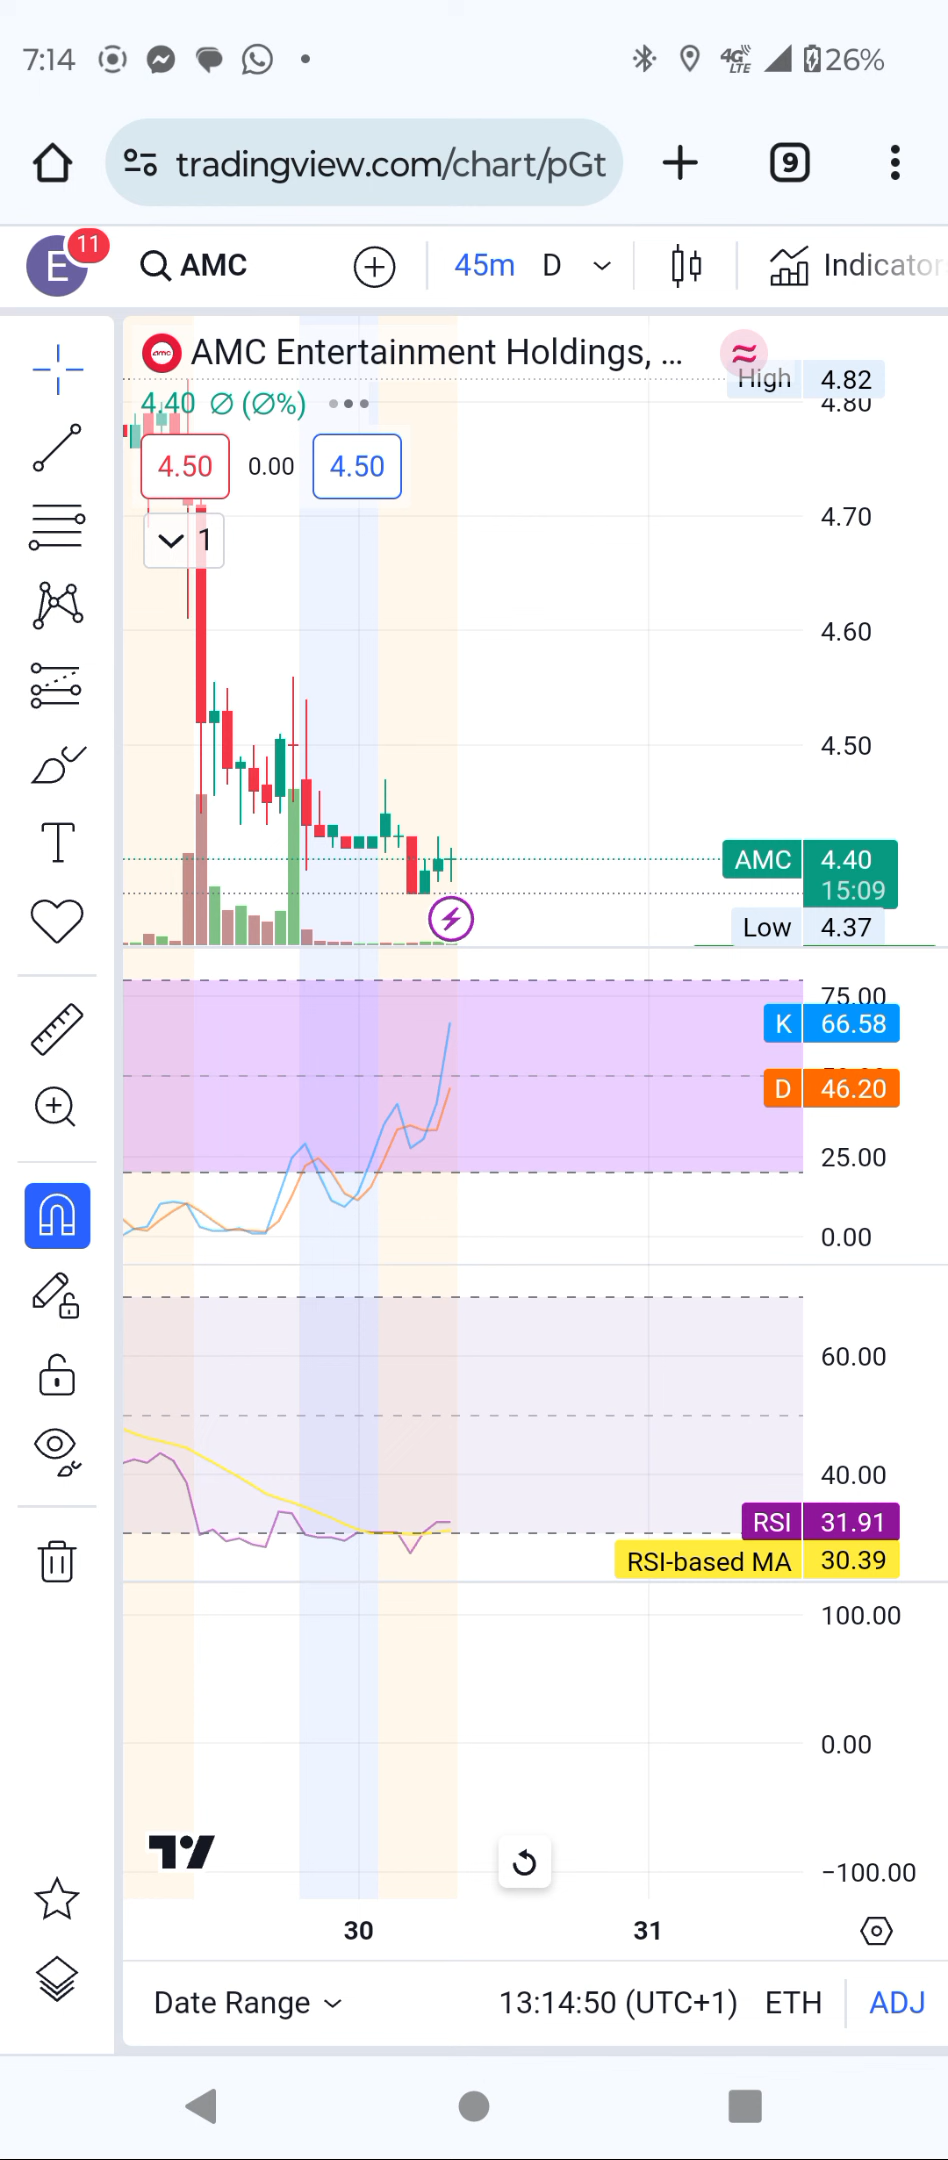 7:14 4G LTE 26%
tradingview.com/chart/pGt 9
E 11 AMC 45m D Indicator
AMC Entertainment Holdings, ...
High 4.82
4.80
4.40 ∅ (∅%)
4.50 0.00 4.50
4.70
1
4.60
4.50
AMC 4.40
15:09
Low 4.37
75.00
K 66.58
D 46.20
25.00
0.00
60.00
40.00
RSI 31.91
RSI-based MA 30.39
100.00
0.00
−100.00
30 31
Date Range 13:14:50 (UTC+1) ETH ADJ